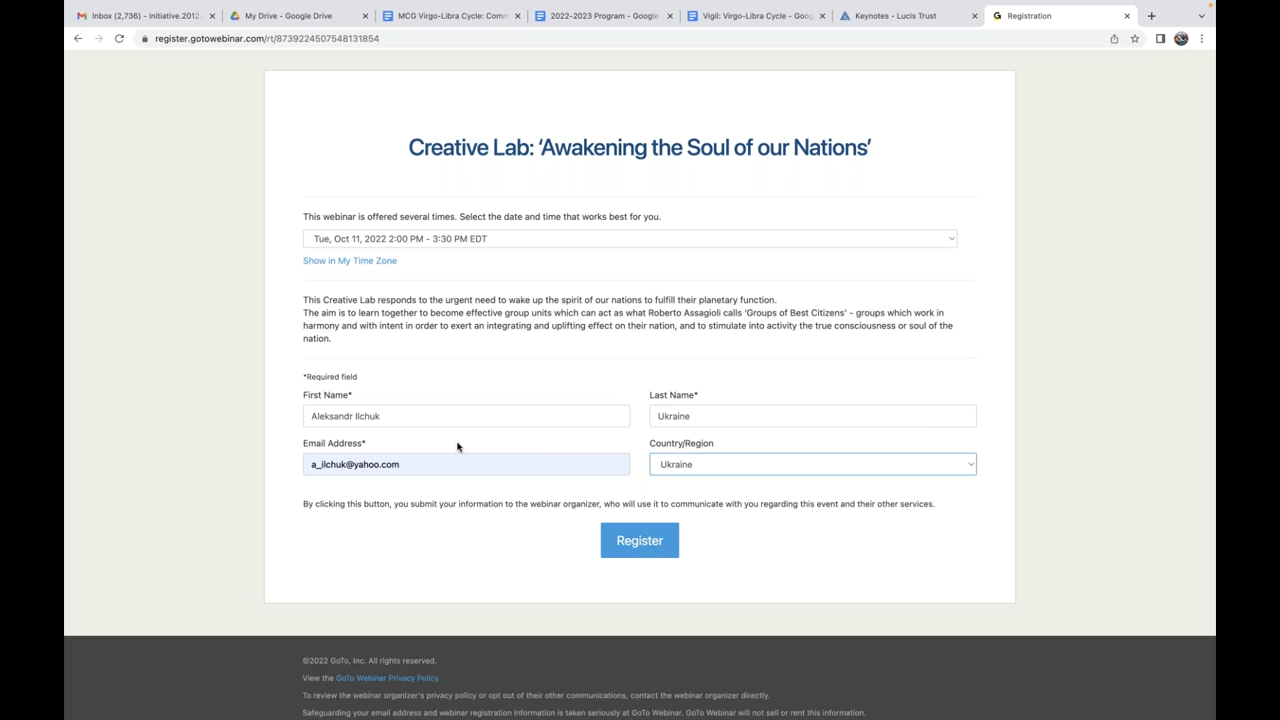 Inbox (2,736) - initiative.2012.
My Drive - Google Drive
MCG Virgo-Libra Cycle: Comm
2022-2023 Program - Google
Vigil: Virgo-Libra Cycle - Goog
Keynotes • Lucis Trust
Registration
register.gotowebinar.com/rt/8739224507548131854
Creative Lab: ‘Awakening the Soul of our Nations’
This webinar is offered several times. Select the date and time that works best for you.
Tue, Oct 11, 2022 2:00 PM - 3:30 PM EDT
Show in My Time Zone
This Creative Lab responds to the urgent need to wake up the spirit of our nations to fulfill their planetary function.
The aim is to learn together to become effective group units which can act as what Roberto Assagioli calls ‘Groups of Best Citizens’ - groups which work in
harmony and with intent in order to exert an integrating and uplifting effect on their nation, and to stimulate into activity the true consciousness or soul of the
nation.
*Required field
First Name*
Last Name*
Aleksandr Ilchuk
Ukraine
Email Address*
Country/Region
a_ilchuk@yahoo.com
Ukraine
By clicking this button, you submit your information to the webinar organizer, who will use it to communicate with you regarding this event and their other services.
Register
©2022 GoTo, Inc. All rights reserved.
View the GoTo Webinar Privacy Policy
To review the webinar organizer's privacy policy or opt out of their other communications, contact the webinar organizer directly.
Safeguarding your email address and webinar registration information is taken seriously at GoTo Webinar. GoTo Webinar will not sell or rent this information.